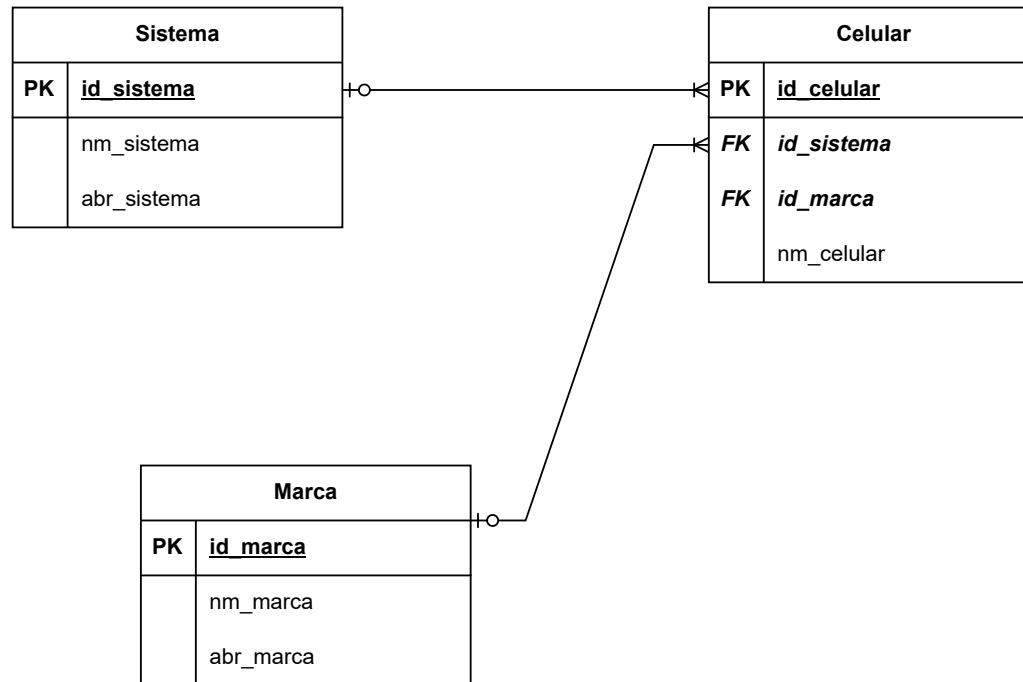 Sistema
PK id_sistema
nm_sistema
abr_sistema
Celular
PK id_celular
FK id_sistema
FK id_marca
nm_celular
Marca
PK id_marca
nm_marca
abr_marca